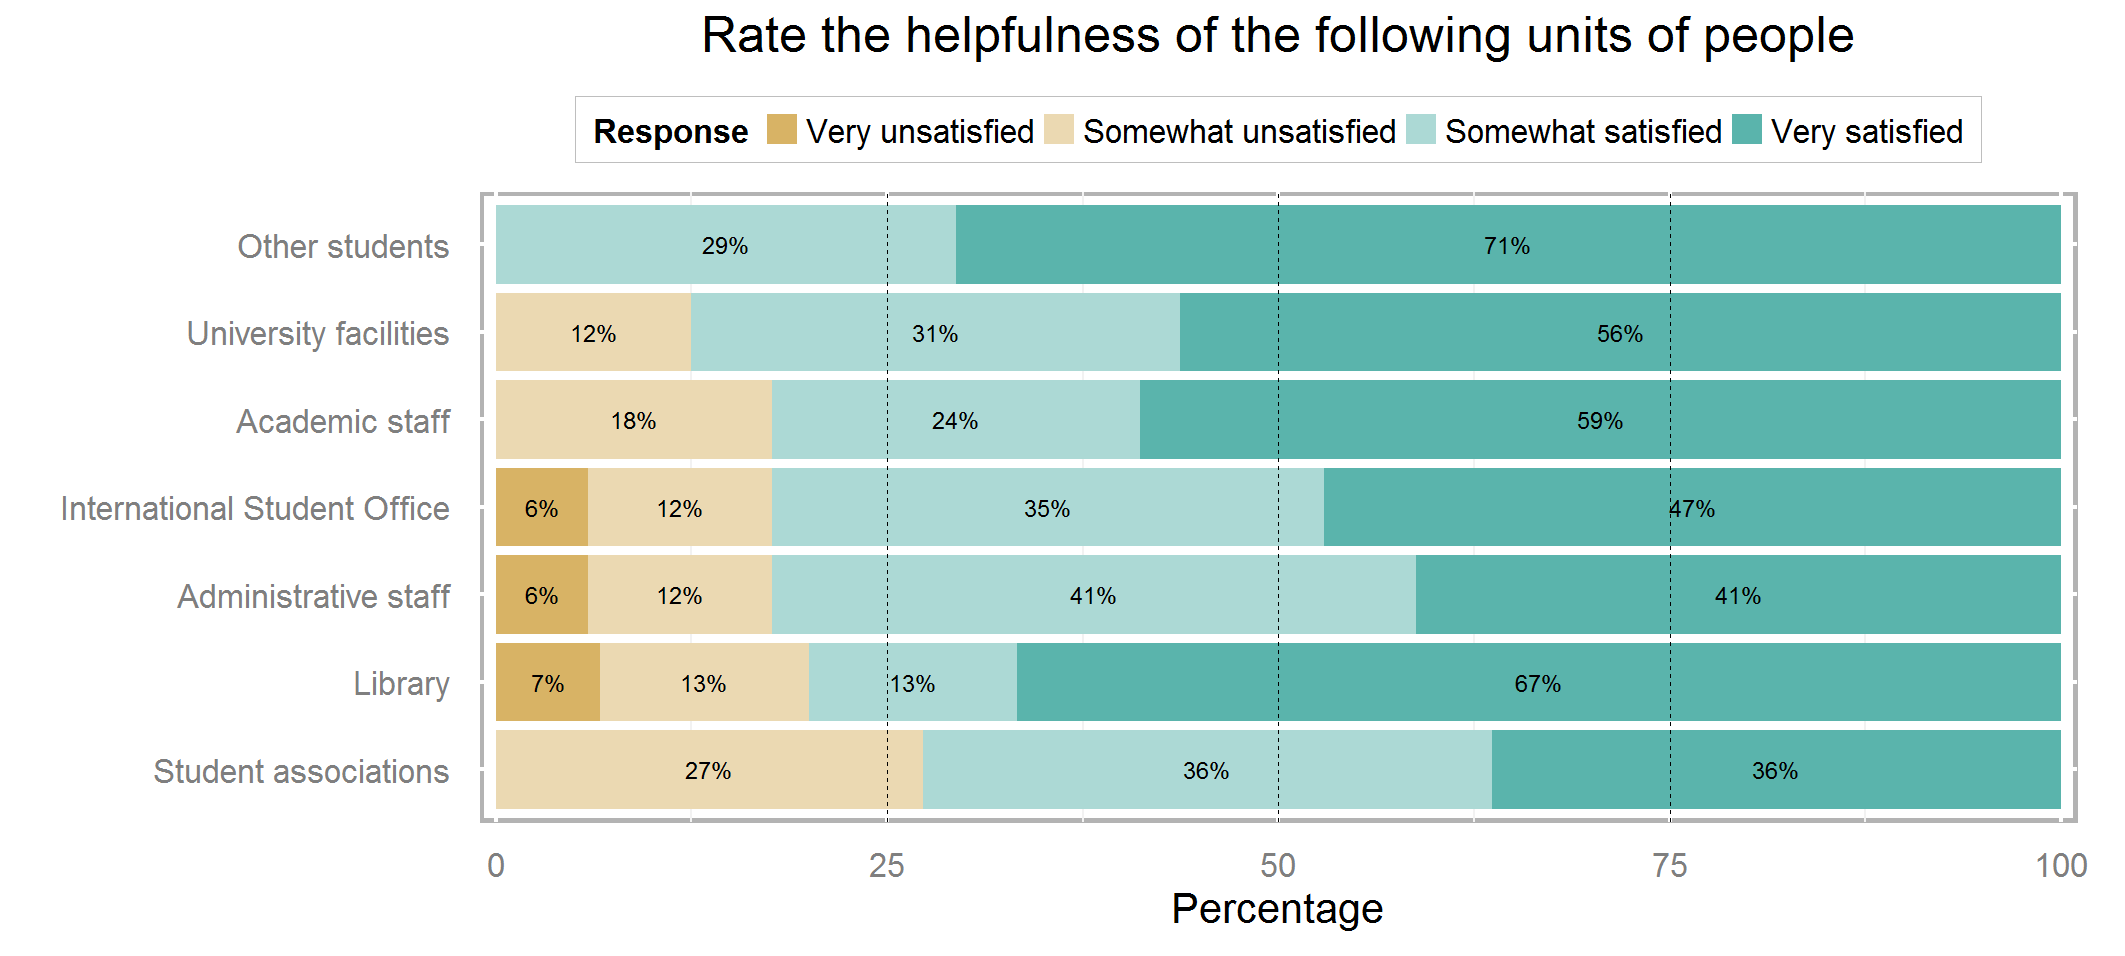 Rate the helpfulness of the following units of people
Response Very unsatisfied Somewhat unsatisfied Somewhat satisfied Very satisfied
Other students 29% 71%
University facilities 12% 31% 56%
Academic staff 18% 24% 59%
International Student Office 6% 12% 35% 47%
Administrative staff 6% 12% 41% 41%
Library 7% 13% 13% 67%
Student associations 27% 36% 36%
0 25 50 75 100
Percentage